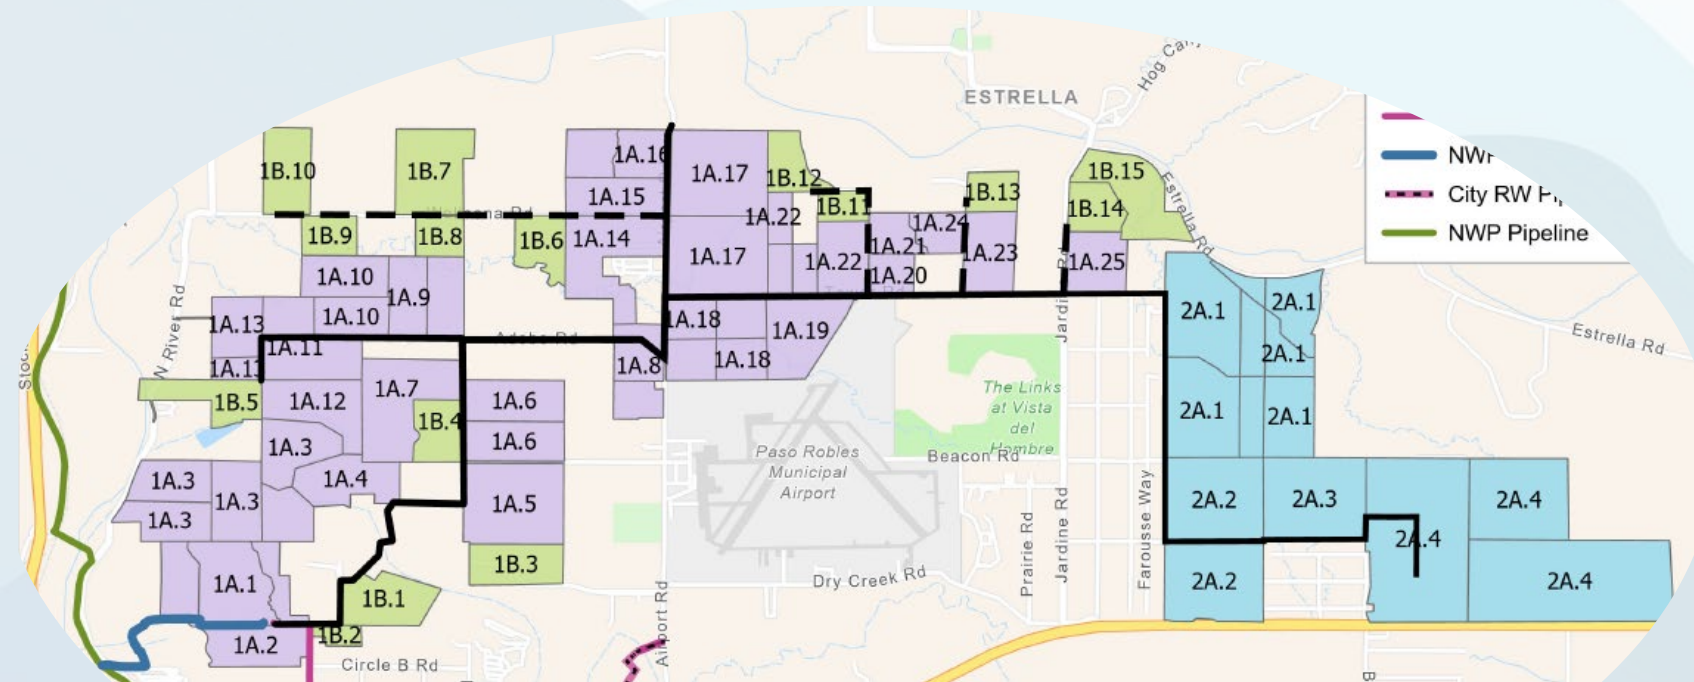 Hog
ESTRELLA
NWP
City RW
NWP Pipeline
1B.10
1B.7
1A.16
1A.15
1A.17
1B.12
1B.13
1B.15
1B.14
Estrella Rd
1B.9
1B.8
1B.6
1A.14
1A.22
1B.11
1A.24
1A.21
1A.23
1A.17
1A.22
1A.20
1A.25
1A.10
1A.9
1A.10
1A.13
1A.11
1A.13
Adobe Rd
N River Rd
1A.18
1A.19
1A.18
1A.8
2A.1
2A.1
2A.1
2A.1
2A.1
Estrella Rd
1B.5
1A.12
1A.7
1B.4
1A.6
1A.6
The Links
at Vista
del
Hombre
1A.3
1A.4
1A.3
1A.3
1A.3
1A.5
Paso Robles
Municipal
Airport
Beacon Rd
2A.2
2A.3
2A.4
2A.4
2A.4
2A.2
1A.1
1B.3
1B.1
1B.2
1A.2
Dry Creek Rd
Prairie Rd
Jardine Rd
Farousse Way
Airport Rd
Circle B Rd